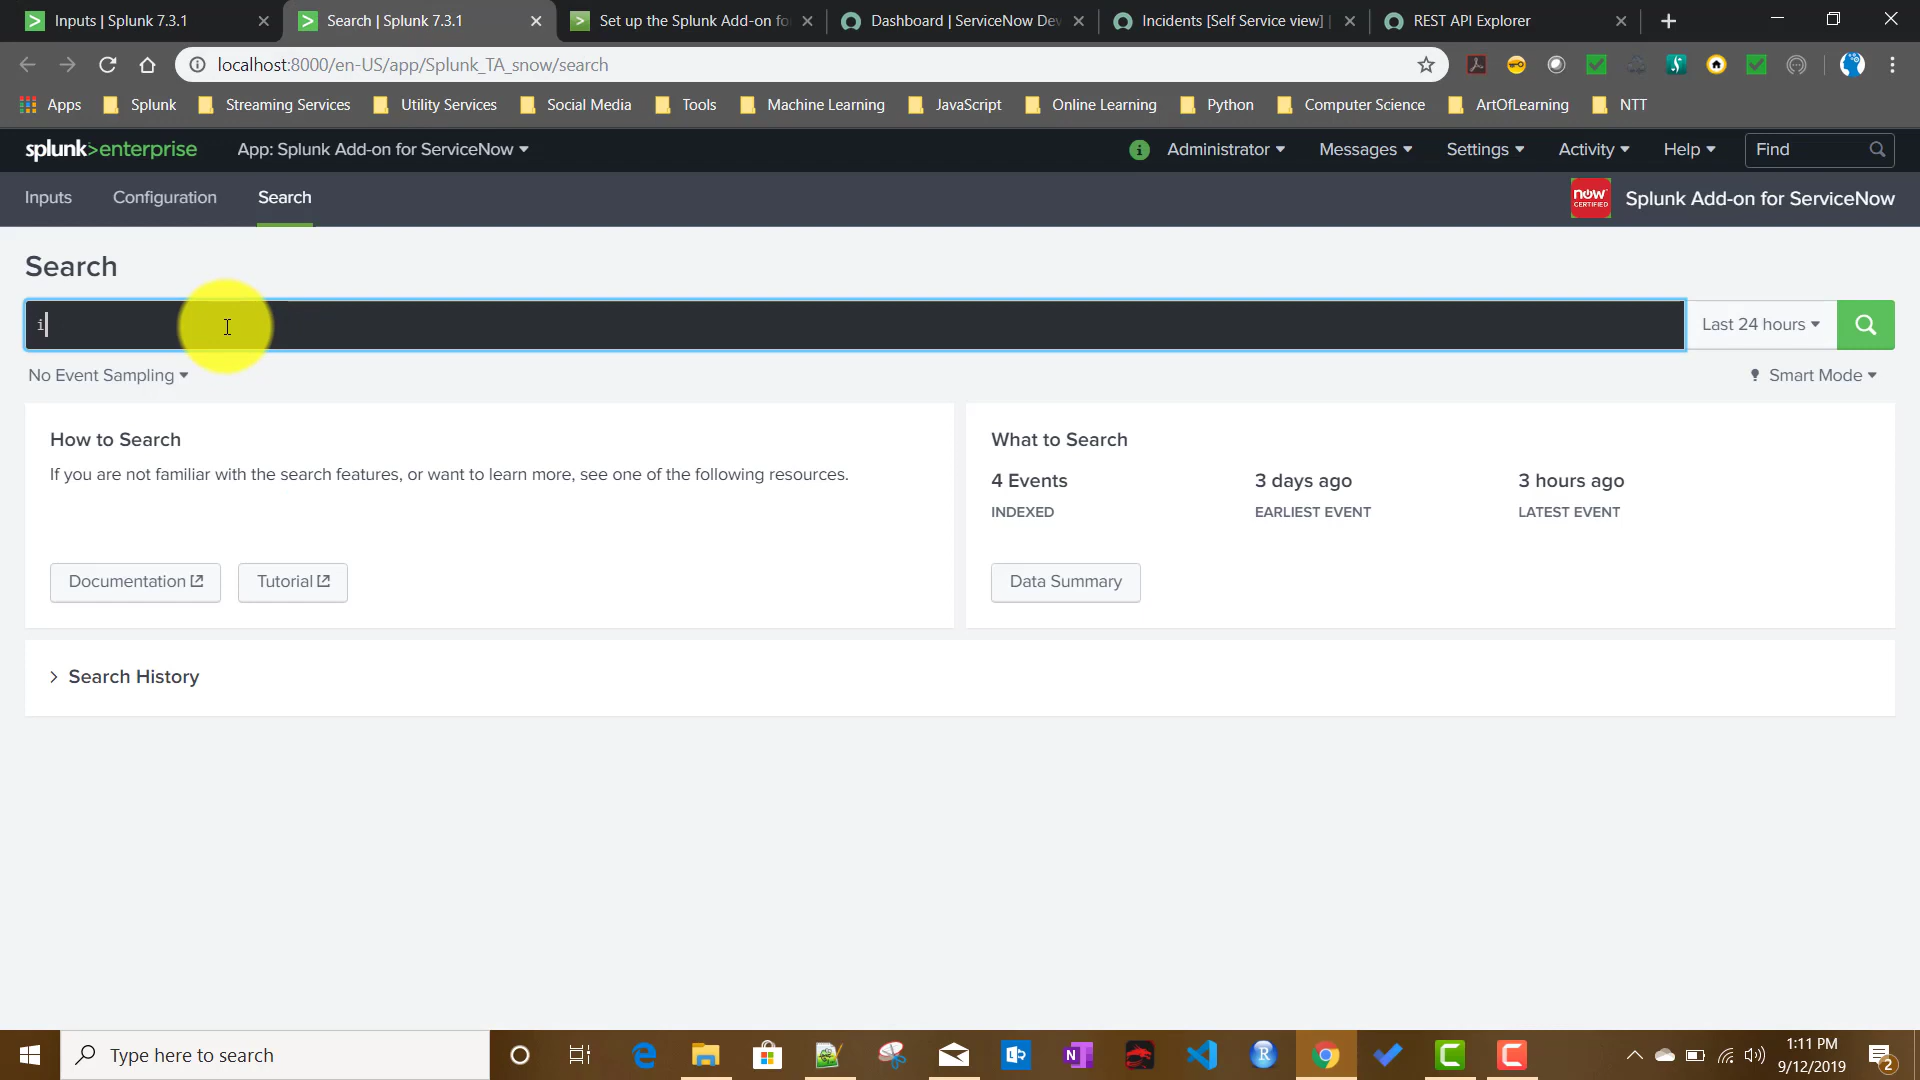 Inputs | Splunk 7.3.1
Search | Splunk 7.3.1
Set up the Splunk Add-on fo
Dashboard | ServiceNow Dev
Incidents [Self Service view] |
REST API Explorer
localhost:8000/en-US/app/Splunk_TA_snow/search
Apps Splunk Streaming Services Utility Services Social Media Tools Machine Learning JavaScript Online Learning Python Computer Science ArtOfLearning NTT
splunk>enterprise App: Splunk Add-on for ServiceNow Administrator Messages Settings Activity Help Find
Inputs Configuration Search
now CERTIFIED Splunk Add-on for ServiceNow
Search
i
Last 24 hours
No Event Sampling
Smart Mode
How to Search
If you are not familiar with the search features, or want to learn more, see one of the following resources.
Documentation Tutorial
What to Search
4 Events 3 days ago 3 hours ago
INDEXED EARLIEST EVENT LATEST EVENT
Data Summary
Search History
Type here to search
1:11 PM
9/12/2019
2